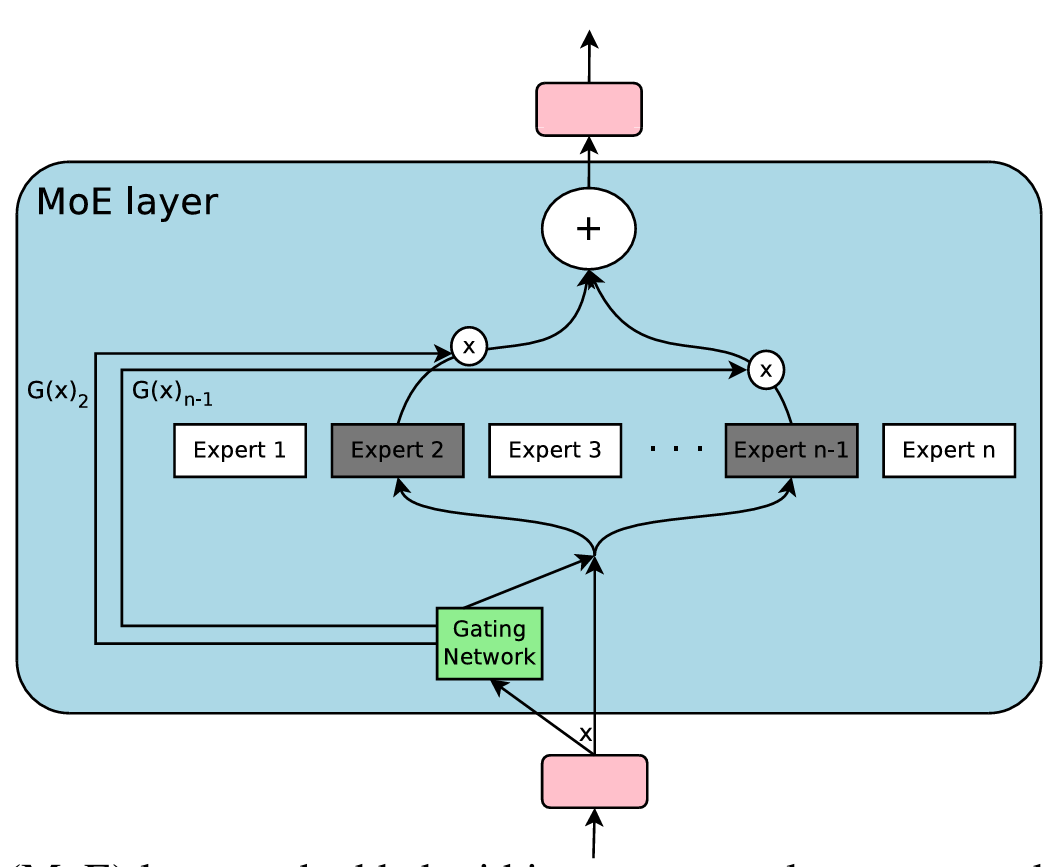 MoE layer
+
x
x
G(x)2
G(x)n-1
Expert 1
Expert 2
Expert 3
. . .
Expert n-1
Expert n
Gating
Network
x